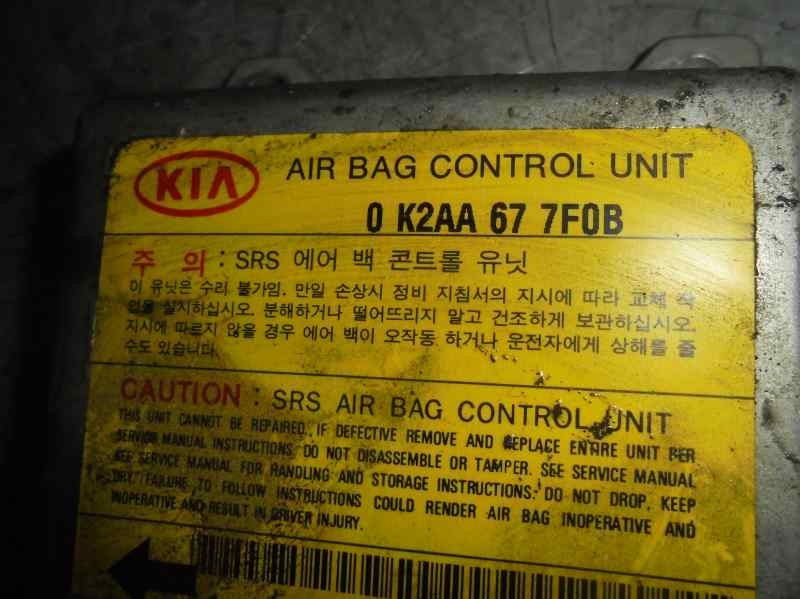 KIA AIR BAG CONTROL UNIT
0 K2AA 67 7F0B
주 의 : SRS 에어 백 콘트롤 유닛
이 유닛은 수리 불가임. 만일 손상시 정비 지침서의 지시에 따라 교체 작
업을 실시하십시오. 분해하거나 떨어뜨리지 말고 건조하게 보관하십시오.
지시에 따르지 않을 경우 에어 백이 오작동 하거나 운전자에게 상해를 줄
수도 있습니다.
CAUTION : SRS AIR BAG CONTROL UNIT
THIS UNIT CANNOT BE REPAIRED. IF DEFECTIVE REMOVE AND REPLACE ENTIRE UNIT PER
SERVICE MANUAL INSTRUCTIONS. DO NOT DISASSEMBLE OR TAMPER. SEE SERVICE MANUAL
SEE SERVICE MANUAL FOR HANDLING AND STORAGE INSTRUCTIONS. DO NOT DROP. KEEP
DRY. FAILURE TO FOLLOW INSTRUCTIONS COULD RENDER AIR BAG INOPERATIVE AND
INOPERATIVE AND RESULT IN DRIVER INJURY.